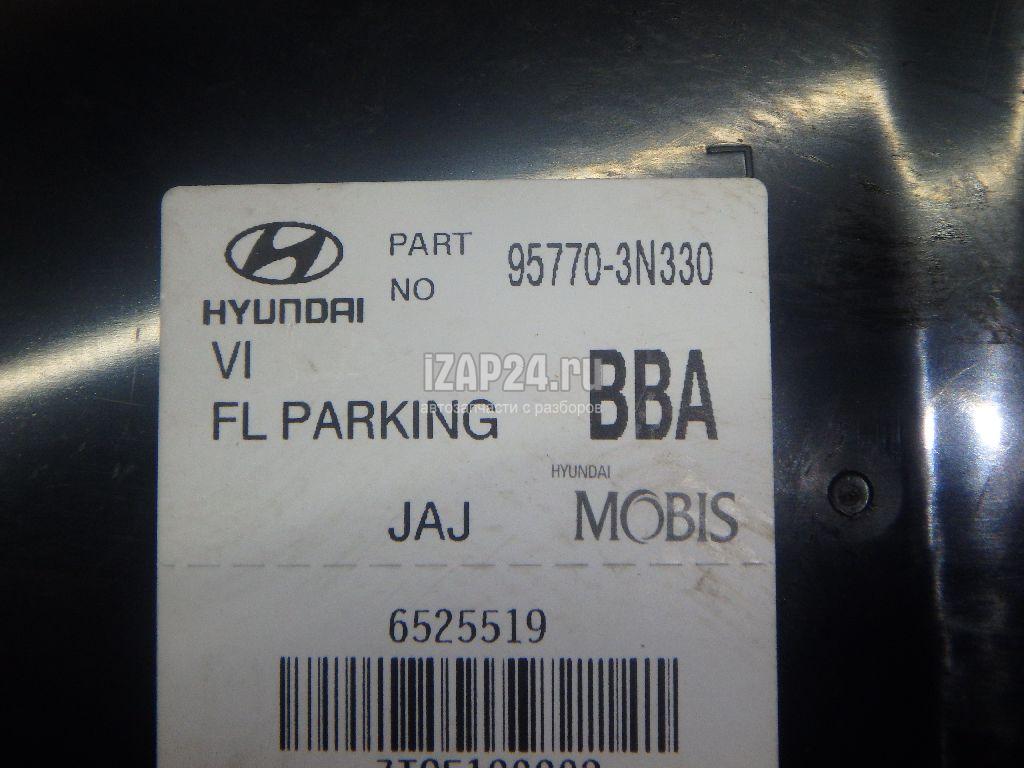 HYUNDAI
PART NO
95770-3N330
VI
iZAP24.ru
автозапчасти с разборов
BBA
FL PARKING
HYUNDAI
MOBIS
JAJ
6525519